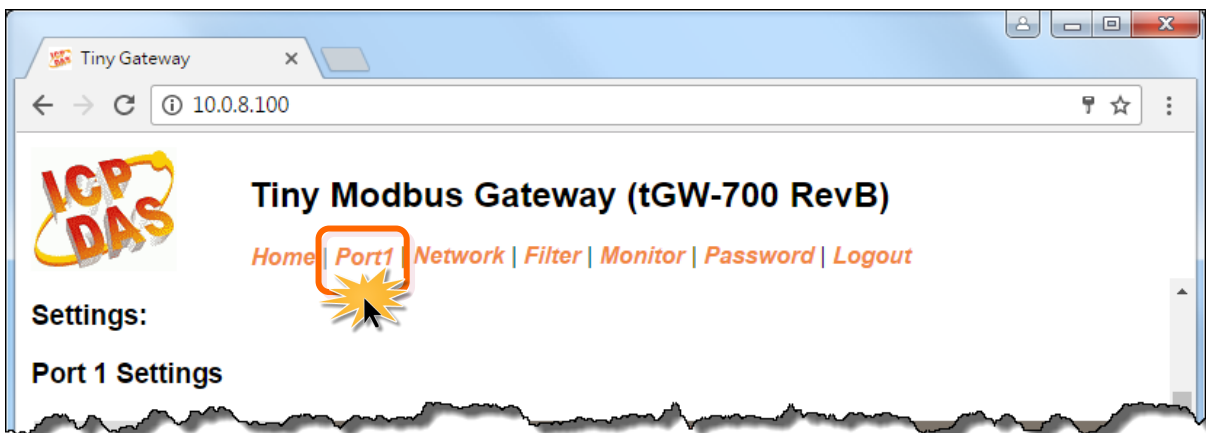 Tiny Gateway
10.0.8.100
ICP
DAS
Tiny Modbus Gateway (tGW-700 RevB)
Home | Port1 | Network | Filter | Monitor | Password | Logout
Settings:
Port 1 Settings